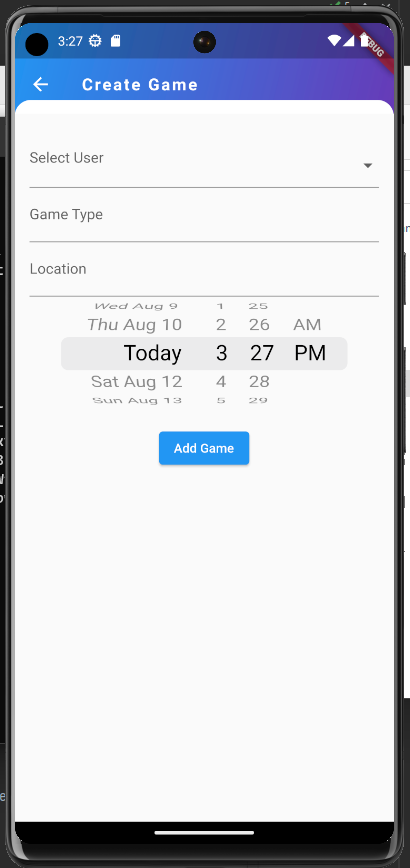 3:27
DEBUG
Create Game
Select User
Game Type
Location
Wed Aug 9 1 25
Thu Aug 10 2 26 AM
Today 3 27 PM
Sat Aug 12 4 28
Sun Aug 13 5 29
Add Game